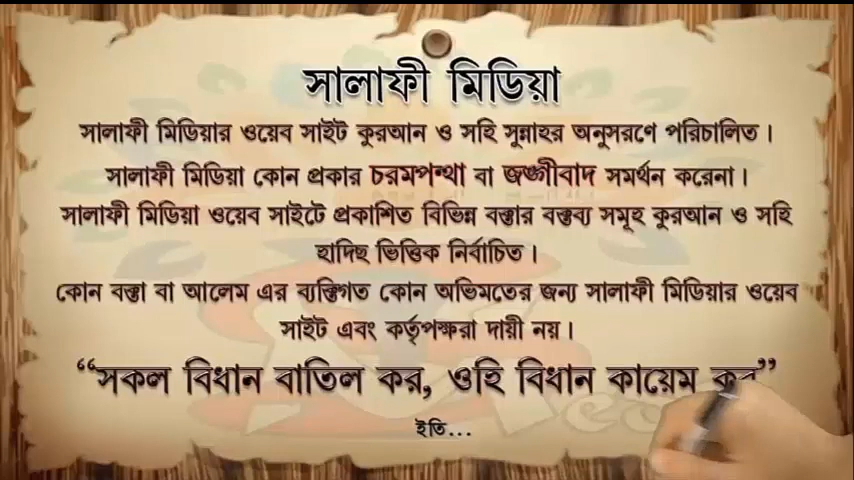 সালাফী মিডিয়া
সালাফী মিডিয়ার ওয়েব সাইট কুরআন ও সহি সুন্নাহর অনুসরণে পরিচালিত।
সালাফী মিডিয়া কোন প্রকার চরমপন্থা বা জঙ্গীবাদ সমর্থন করেনা।
সালাফী মিডিয়া ওয়েব সাইটে প্রকাশিত বিভিন্ন বক্তার বক্তব্য সমূহ কুরআন ও সহি
হাদিছ ভিত্তিক নির্বাচিত।
কোন বক্তা বা আলেম এর ব্যক্তিগত কোন অভিমতের জন্য সালাফী মিডিয়ার ওয়েব
সাইট এবং কর্তৃপক্ষরা দায়ী নয়।
“সকল বিধান বাতিল কর, ওহি বিধান কায়েম কর”
ইতি...